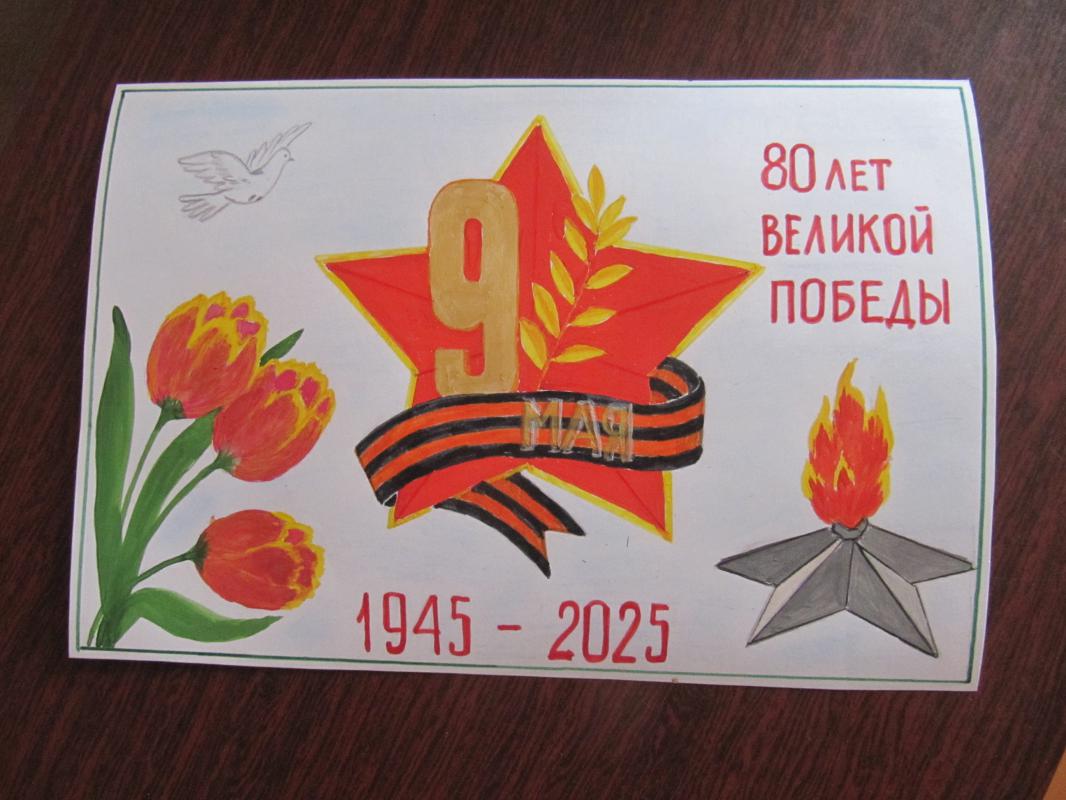 9
МАЯ
80 ЛЕТ
ВЕЛИКОЙ
ПОБЕДЫ
1945 - 2025